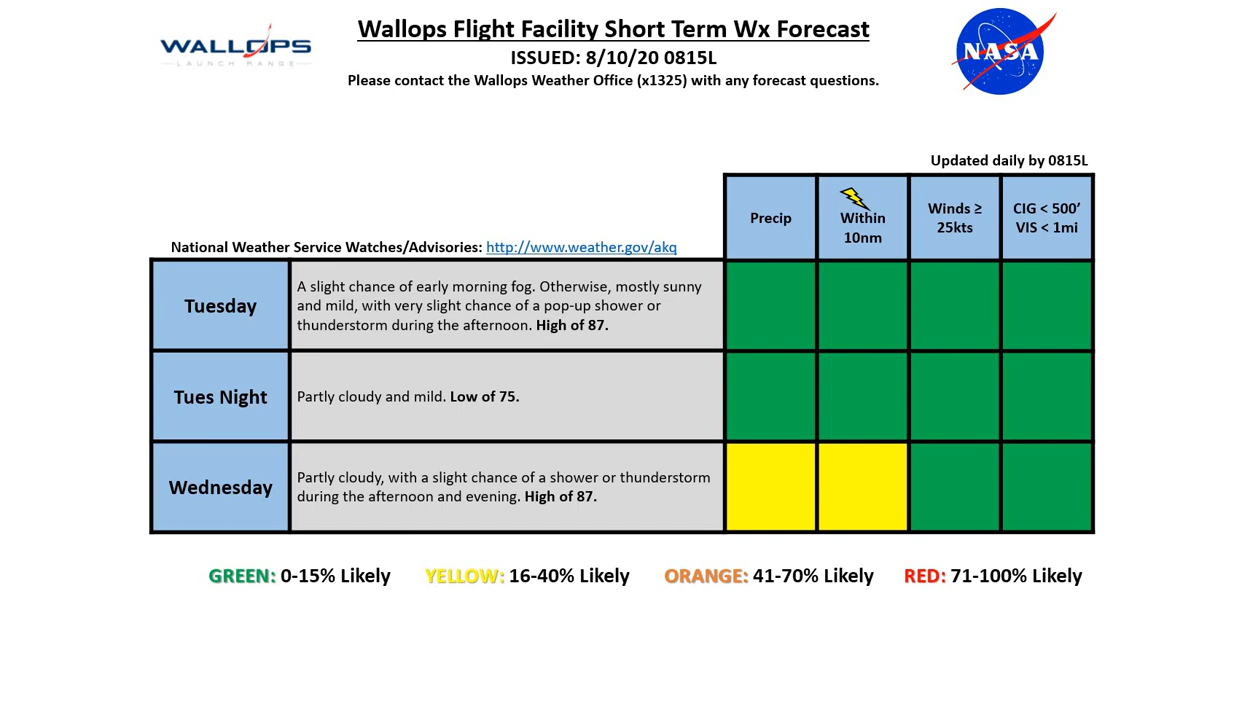 WALLOPS
LAUNCH RANGE
Wallops Flight Facility Short Term Wx Forecast
ISSUED: 8/10/20 0815L
Please contact the Wallops Weather Office (x1325) with any forecast questions.
NASA
Updated daily by 0815L
National Weather Service Watches/Advisories: http://www.weather.gov/akq
Precip
Within
10nm
Winds ≥
25kts
CIG < 500’
VIS < 1mi
Tuesday
A slight chance of early morning fog. Otherwise, mostly sunny
and mild, with very slight chance of a pop-up shower or
thunderstorm during the afternoon. High of 87.
Tues Night
Partly cloudy and mild. Low of 75.
Wednesday
Partly cloudy, with a slight chance of a shower or thunderstorm
during the afternoon and evening. High of 87.
GREEN: 0-15% Likely
YELLOW: 16-40% Likely
ORANGE: 41-70% Likely
RED: 71-100% Likely